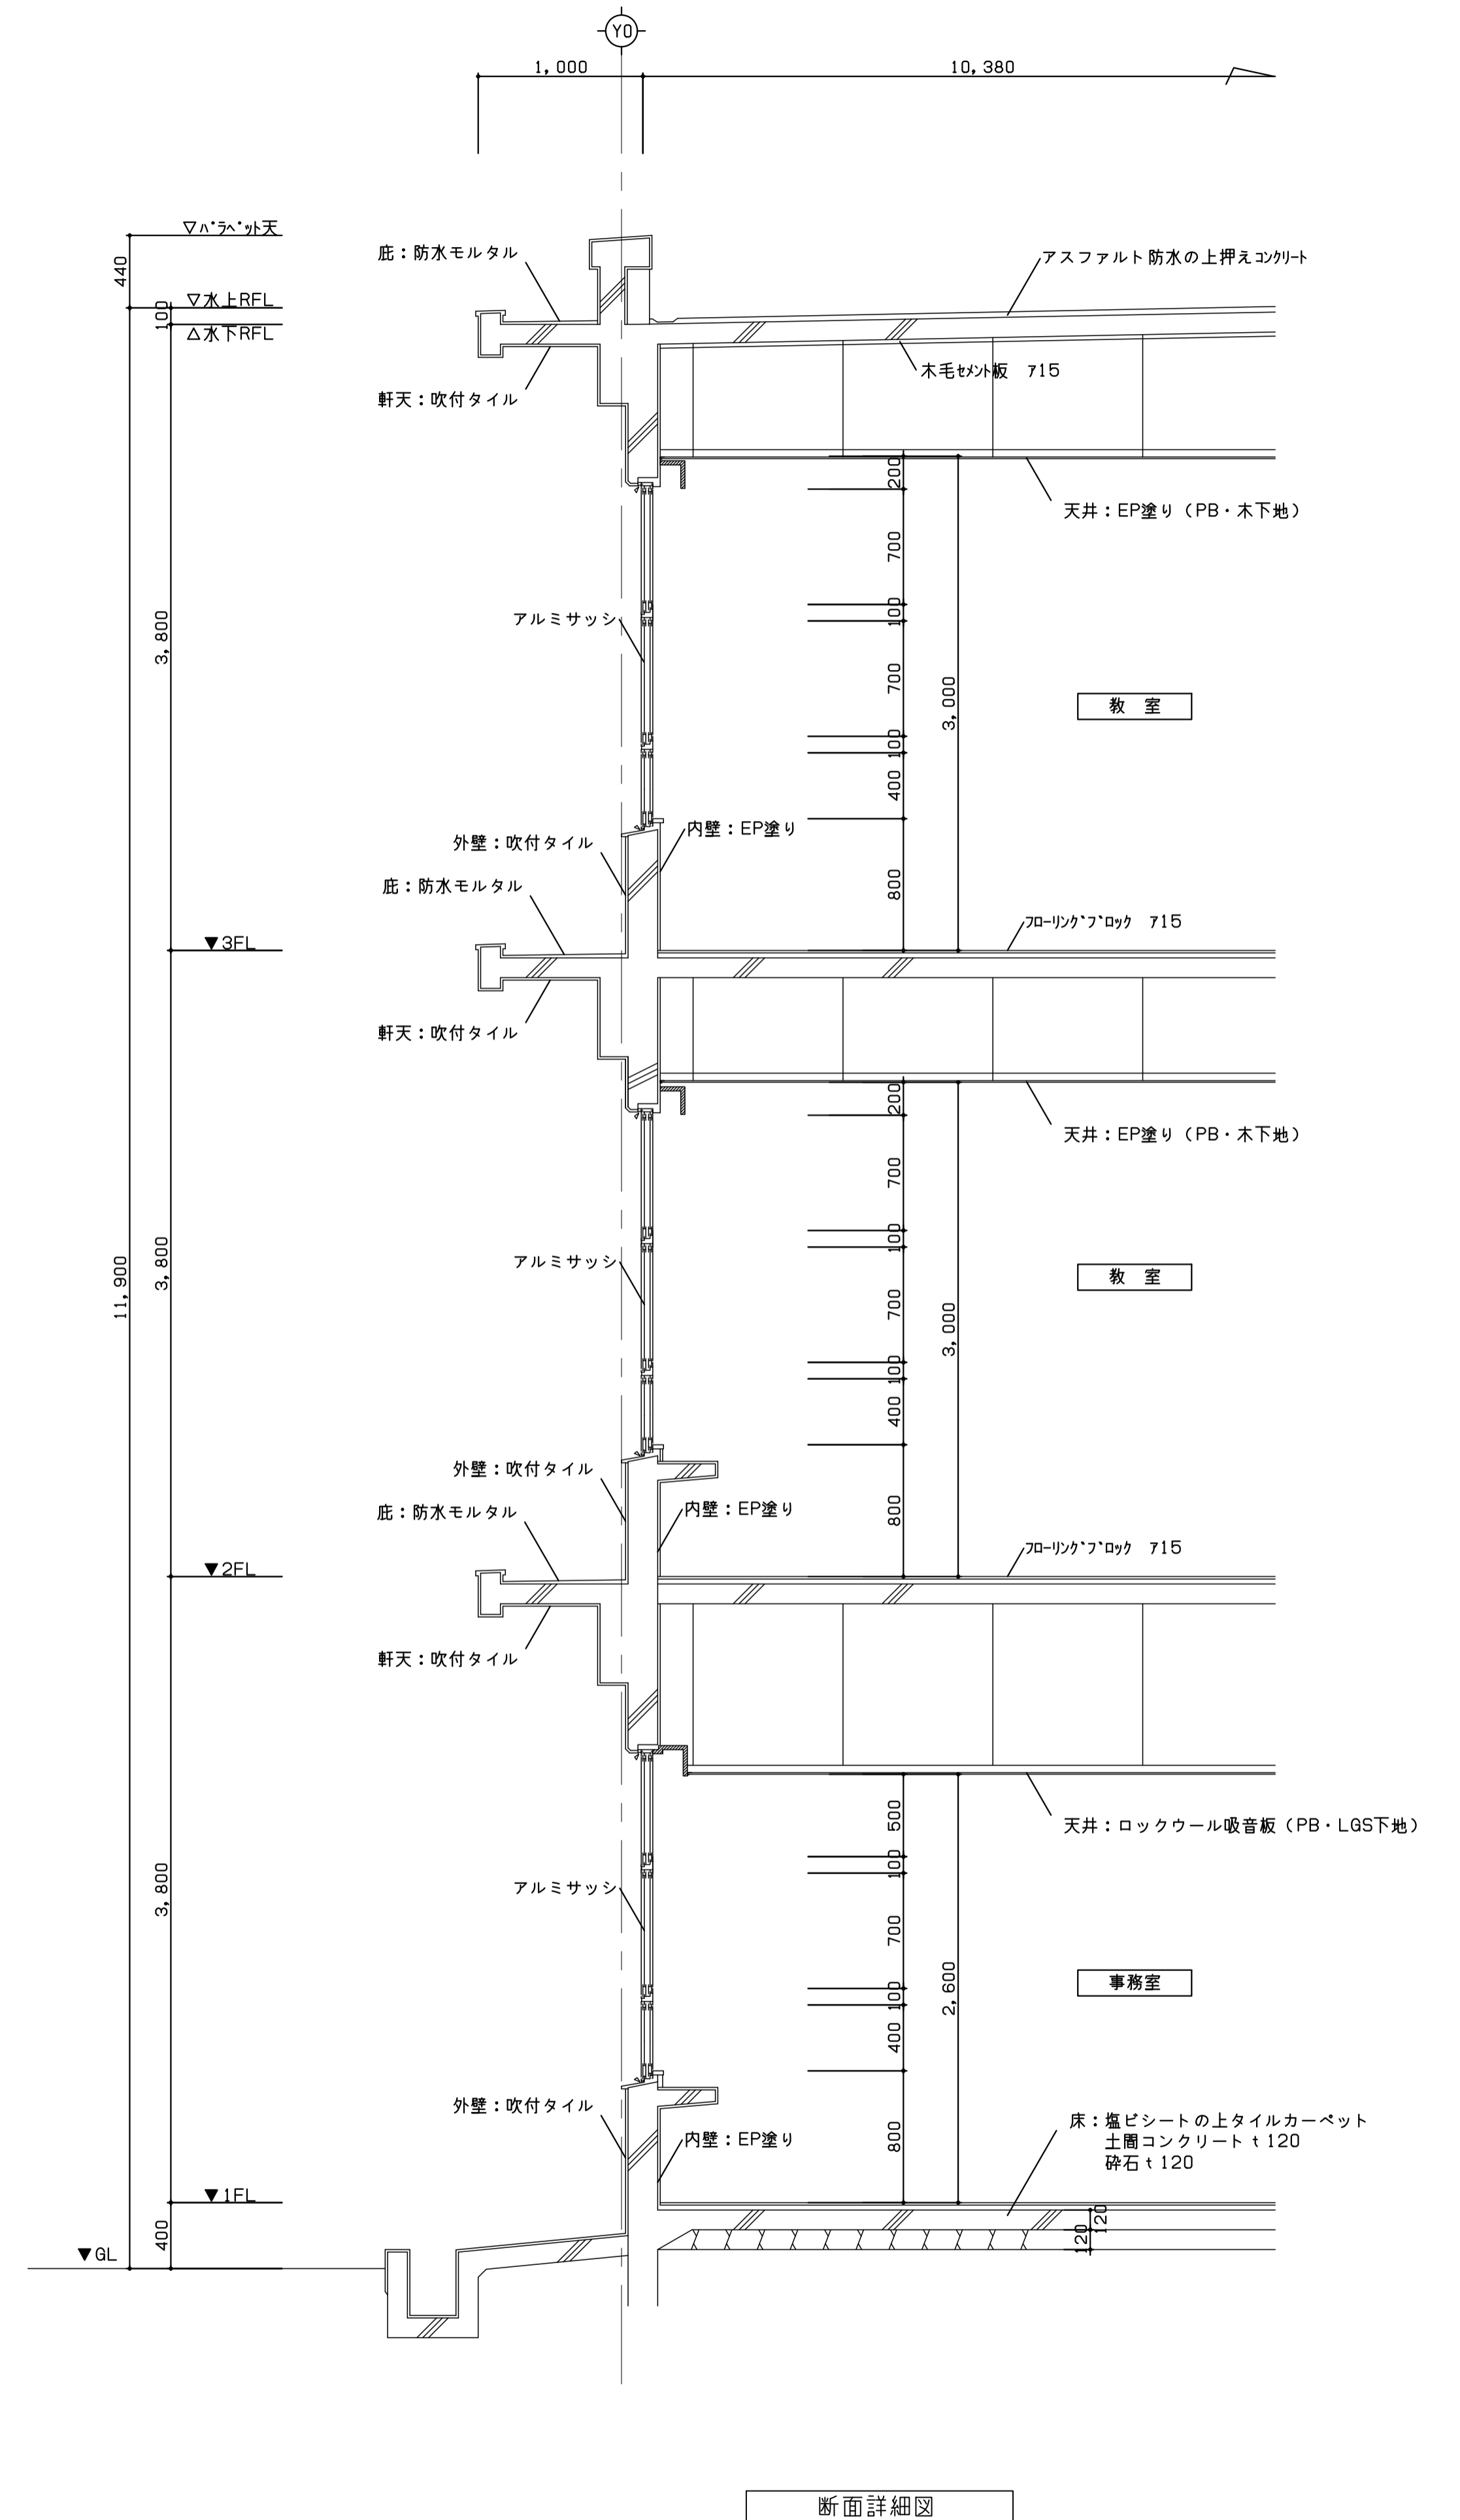 Y0
1,000
10,380
▽パラペット天
440
▽水上RFL
100
△水下RFL
庇：防水モルタル
アスファルト防水の上押えコンクリート
木毛セメント板 ｱ15
軒天：吹付タイル
200
天井：EP塗り（PB・木下地）
700
100
アルミサッシ
3,800
700
3,000
教 室
100
400
内壁：EP塗り
外壁：吹付タイル
庇：防水モルタル
800
フローリングブロック ｱ15
▼3FL
軒天：吹付タイル
200
天井：EP塗り（PB・木下地）
700
100
アルミサッシ
11,900
3,800
700
3,000
教 室
100
400
外壁：吹付タイル
庇：防水モルタル
内壁：EP塗り
800
フローリングブロック ｱ15
▼2FL
軒天：吹付タイル
500
天井：ロックウール吸音板（PB・LGS下地）
100
アルミサッシ
3,800
700
2,600
事務室
100
400
外壁：吹付タイル
内壁：EP塗り
800
床：塩ビシートの上タイルカーペット
土間コンクリート t120
砕石 t120
▼1FL
400
120
120
▼GL
断面詳細図